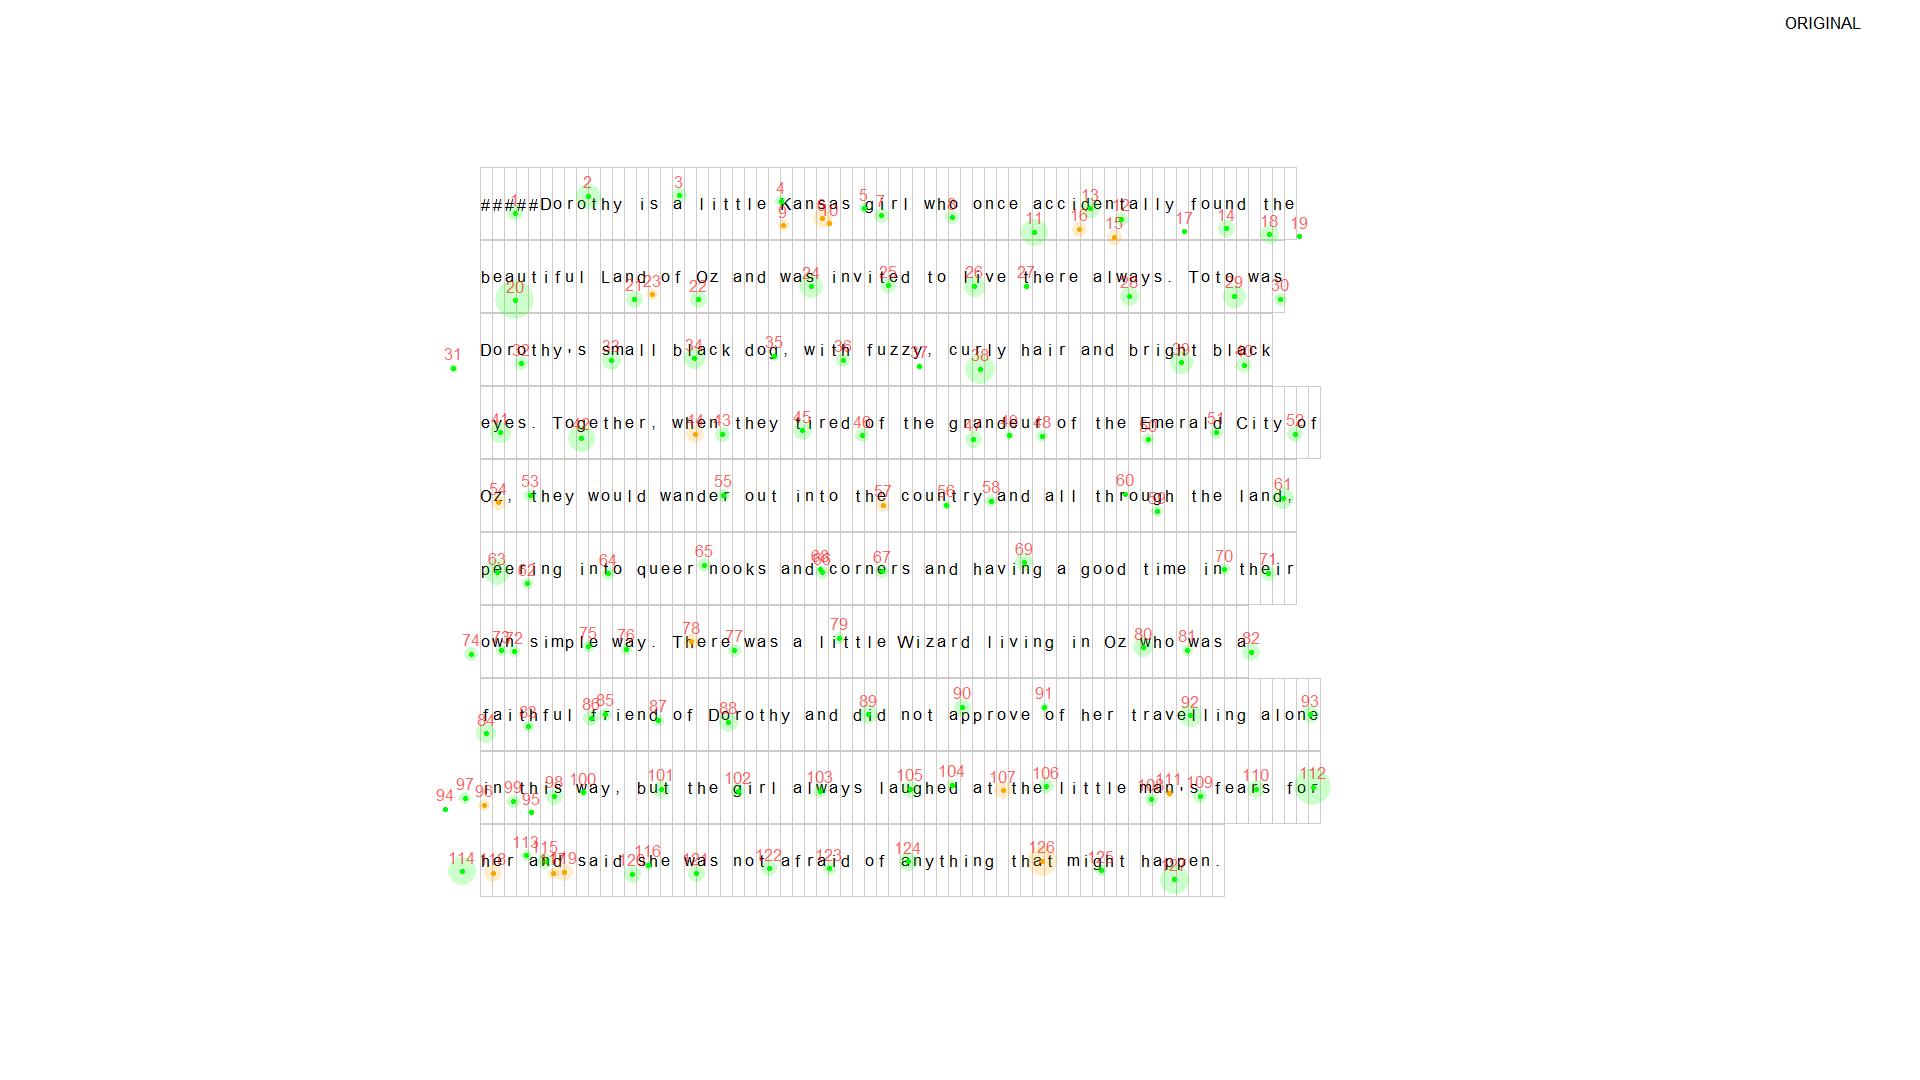 ORIGINAL
#####Dorothy is a little Kansas girl who once accidentally found the
beautiful Land of Oz and was invited to live there always. Toto was
Dorothy's small black dog, with fuzzy, curly hair and bright black
eyes. Together, when they tired of the grandeur of the Emerald City of
Oz, they would wander out into the country and all through the land,
peering into queer nooks and corners and having a good time in their
own simple way. There was a little Wizard living in Oz who was a
faithful friend of Dorothy and did not approve of her travelling alone
in this way, but the girl always laughed at the little man's fears for
her and said she was not afraid of anything that might happen.